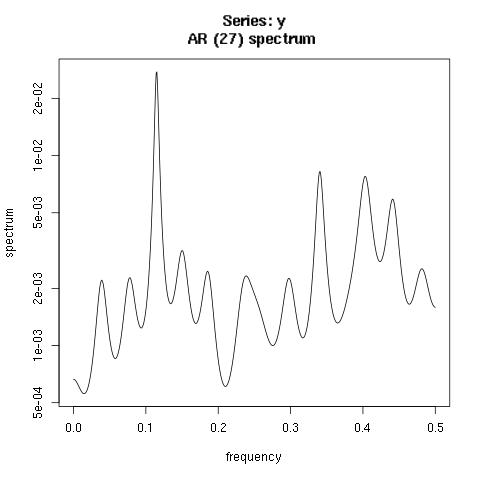 Series: y
AR (27) spectrum
2e-02
1e-02
5e-03
2e-03
1e-03
5e-04
spectrum
0.0 0.1 0.2 0.3 0.4 0.5
frequency